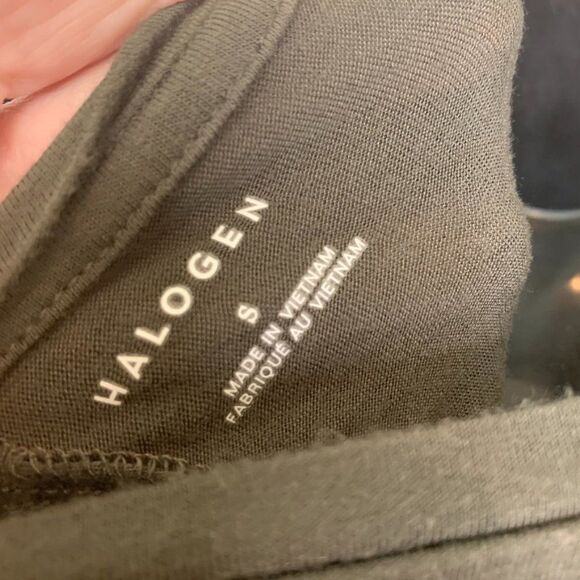 HALOGEN
S
MADE IN VIETNAM
FABRIQUÉ AU VIETNAM